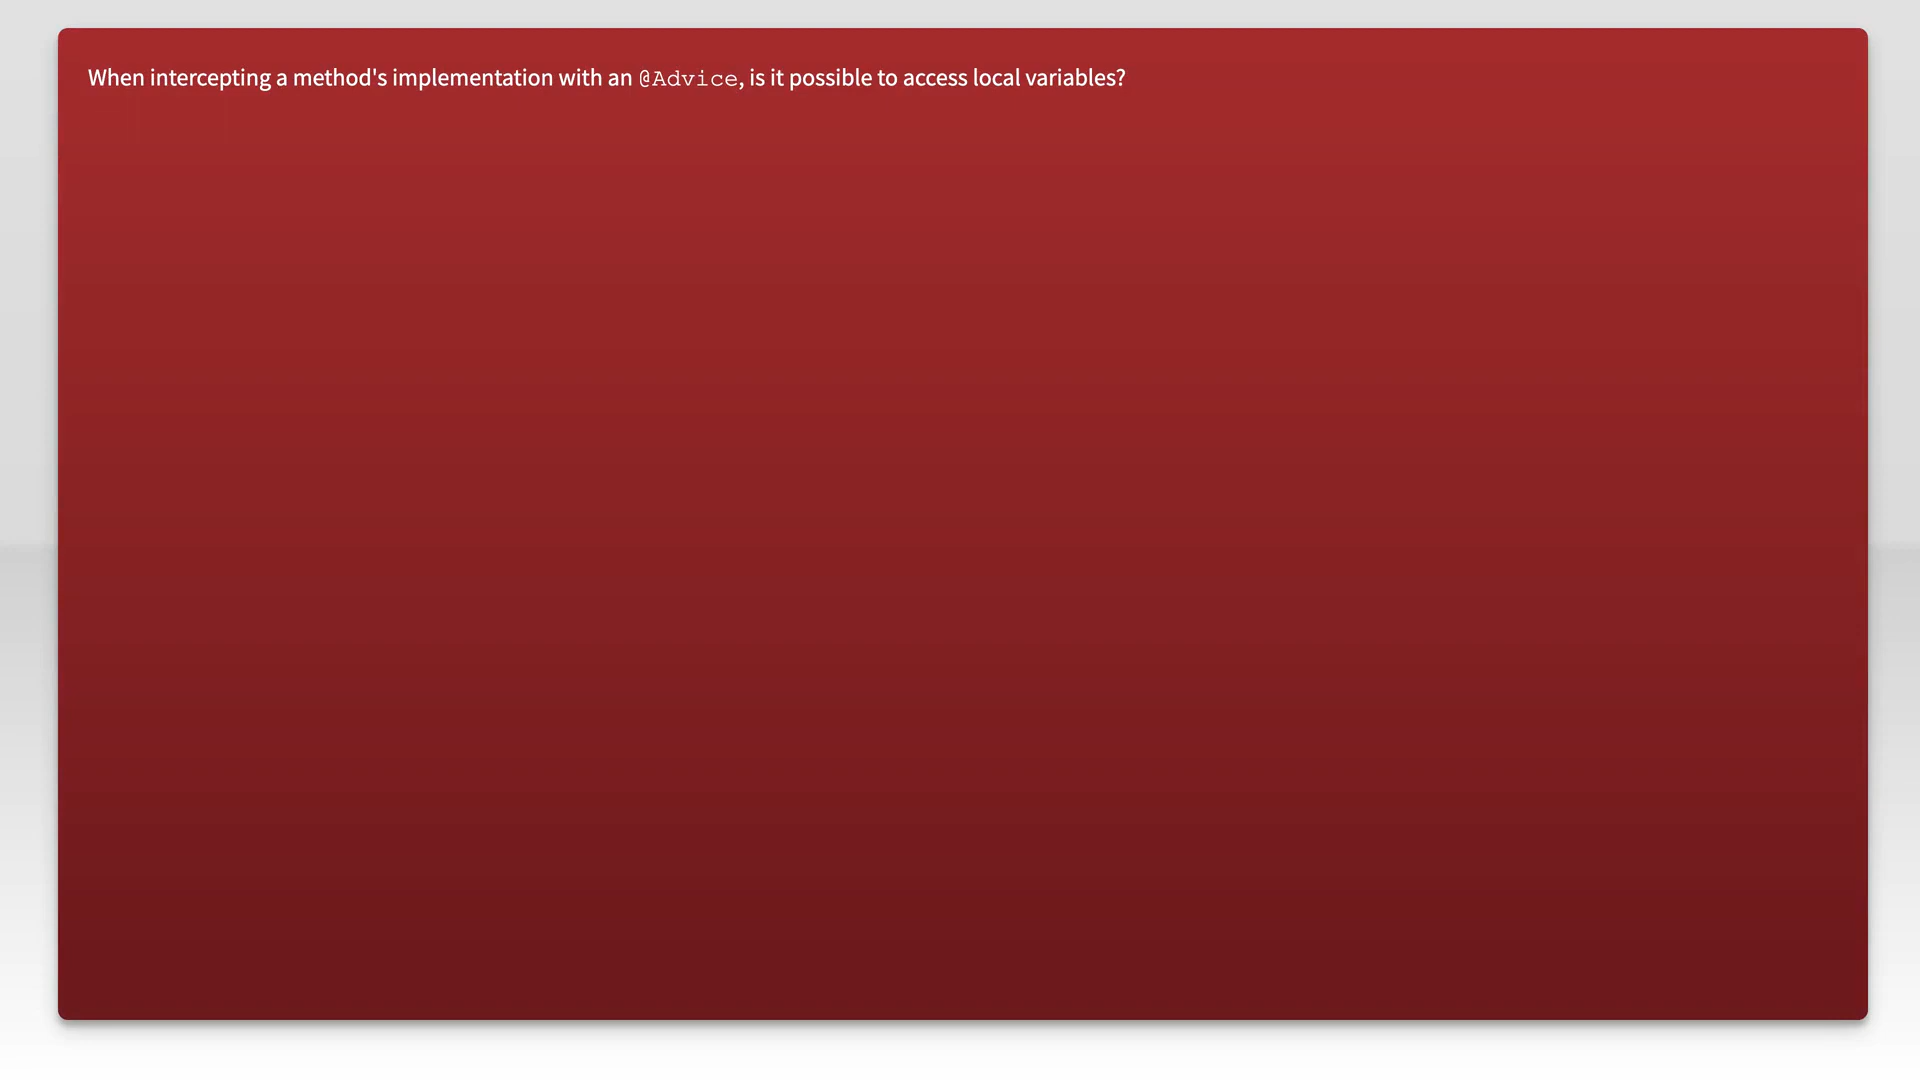 When intercepting a method's implementation with an @Advice, is it possible to access local variables?